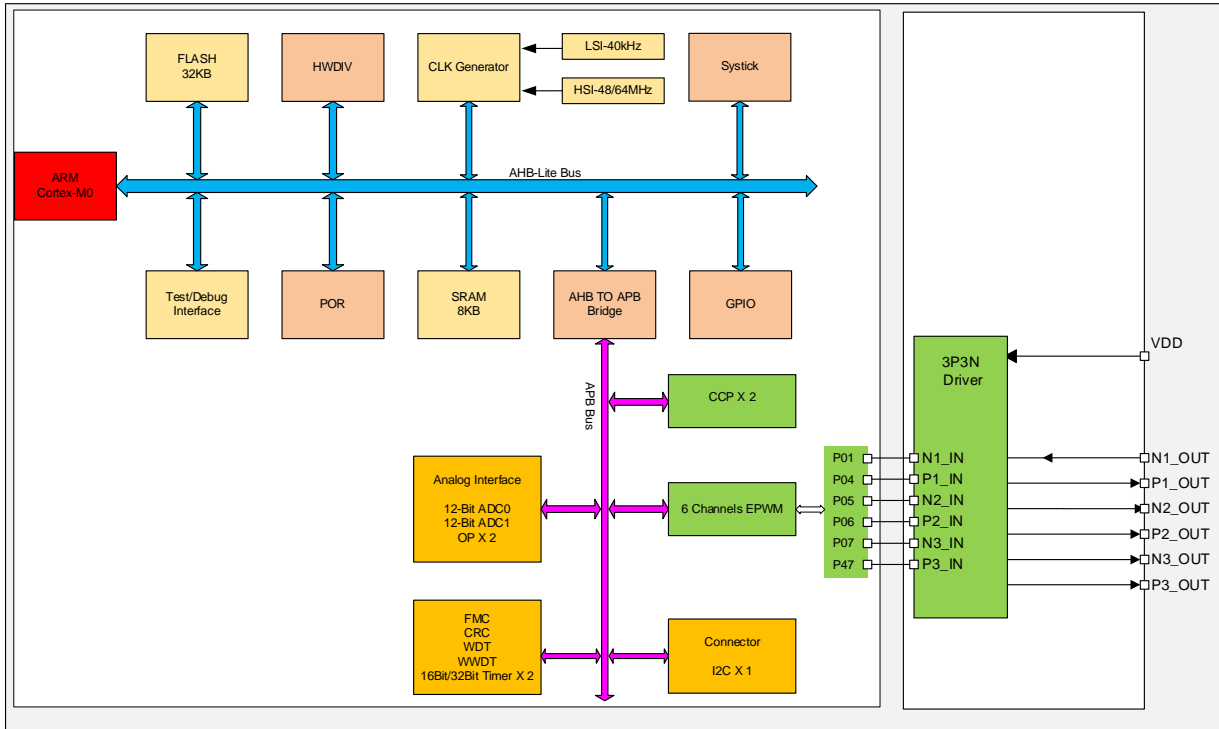 FLASH
32KB
HWDIV
CLK Generator
LSI-40kHz
HSI-48/64MHz
Systick
ARM
Cortex-M0
AHB-Lite Bus
Test/Debug
Interface
POR
SRAM
8KB
AHB TO APB
Bridge
GPIO
APB Bus
CCP X 2
Analog Interface
12-Bit ADC0
12-Bit ADC1
OP X 2
6 Channels EPWM
FMC
CRC
WDT
WWDT
16Bit/32Bit Timer X 2
Connector
I2C X 1
P01
P04
P05
P06
P07
P47
3P3N
Driver
N1_IN
P1_IN
N2_IN
P2_IN
N3_IN
P3_IN
VDD
N1_OUT
P1_OUT
N2_OUT
P2_OUT
N3_OUT
P3_OUT